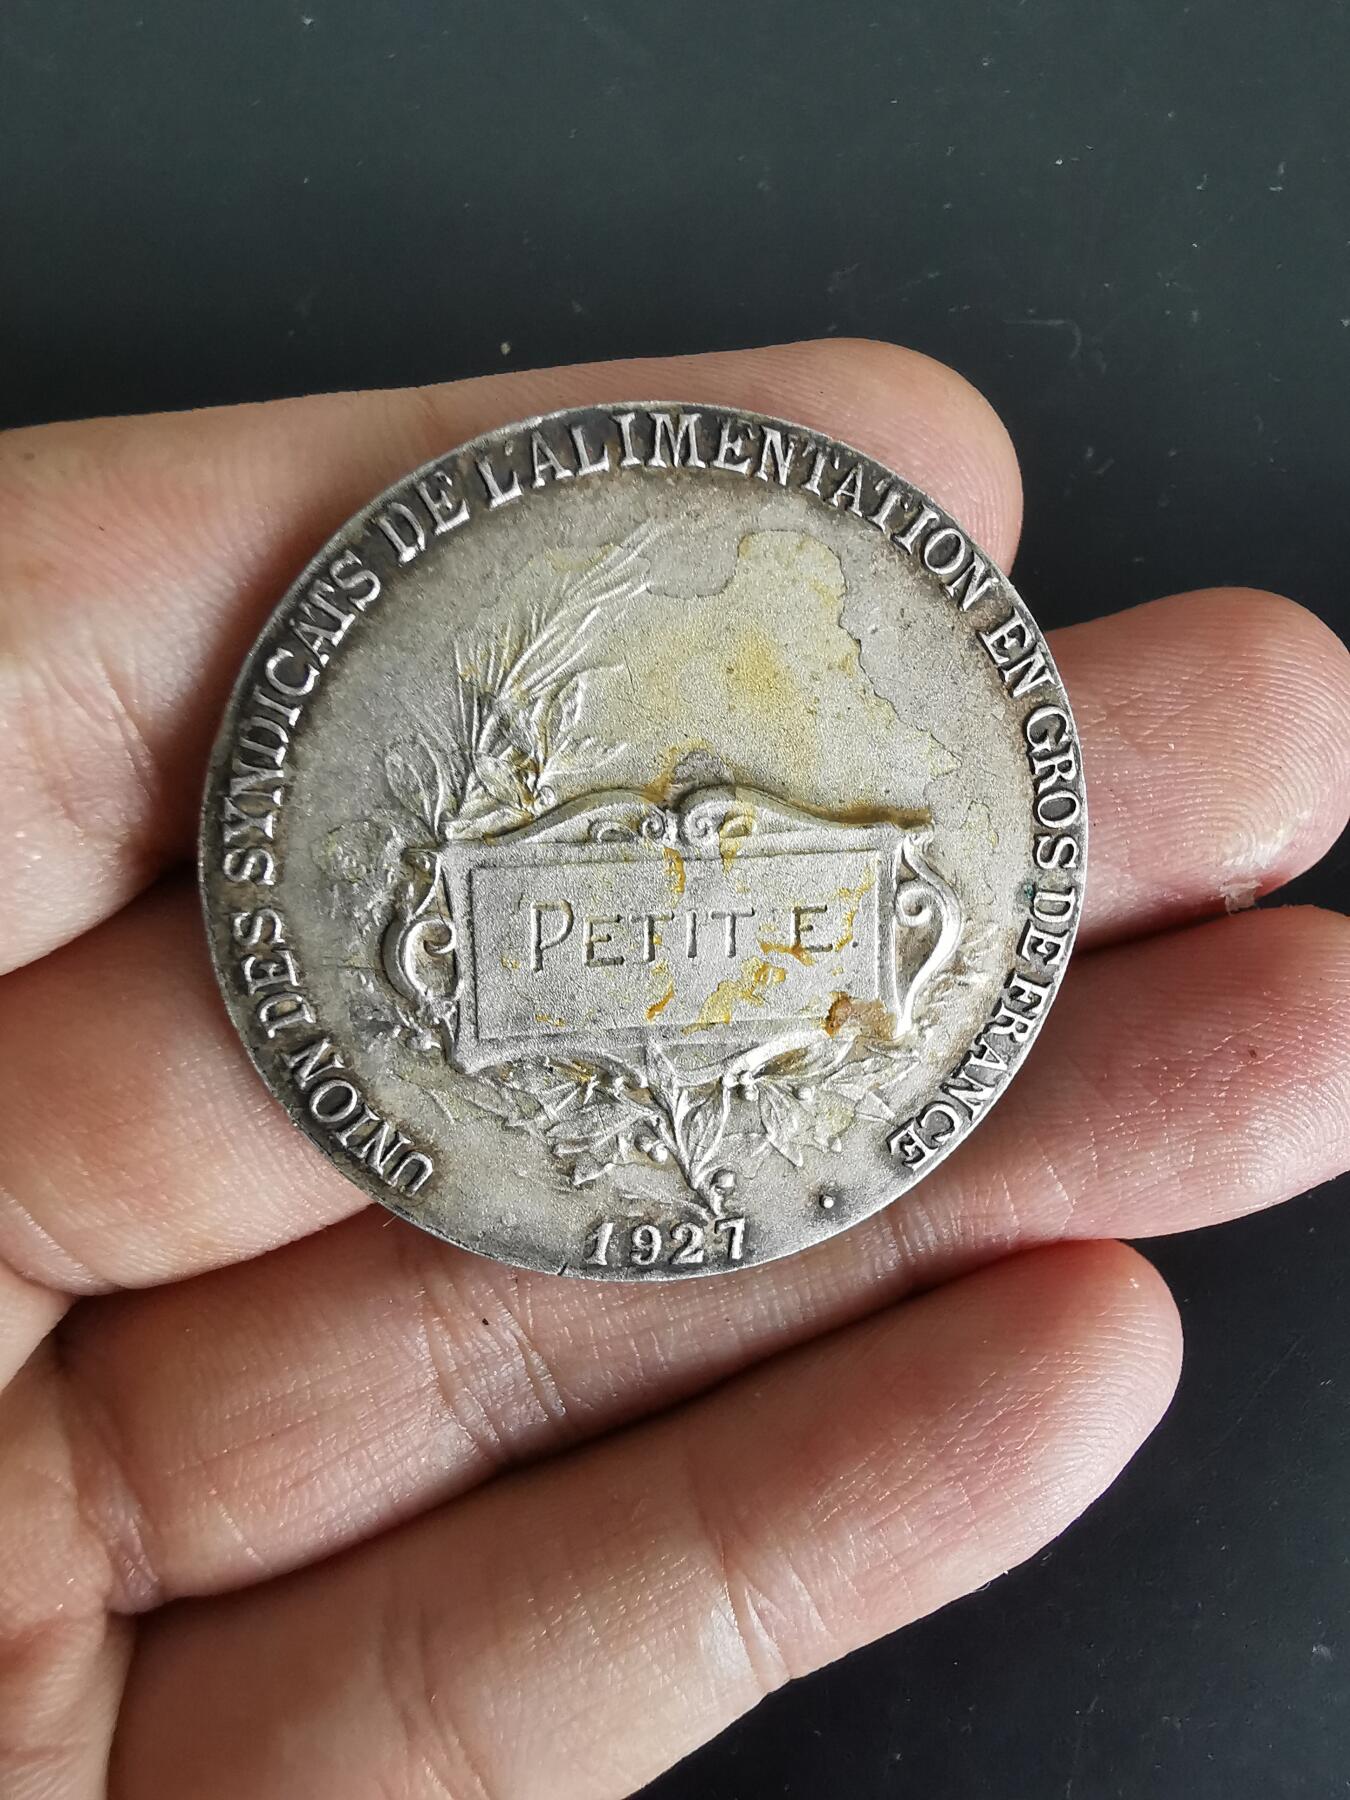 UNION DES SYNDICATS DE L'ALIMENTATION EN GROS DE FRANCE
PETIT E.
1927